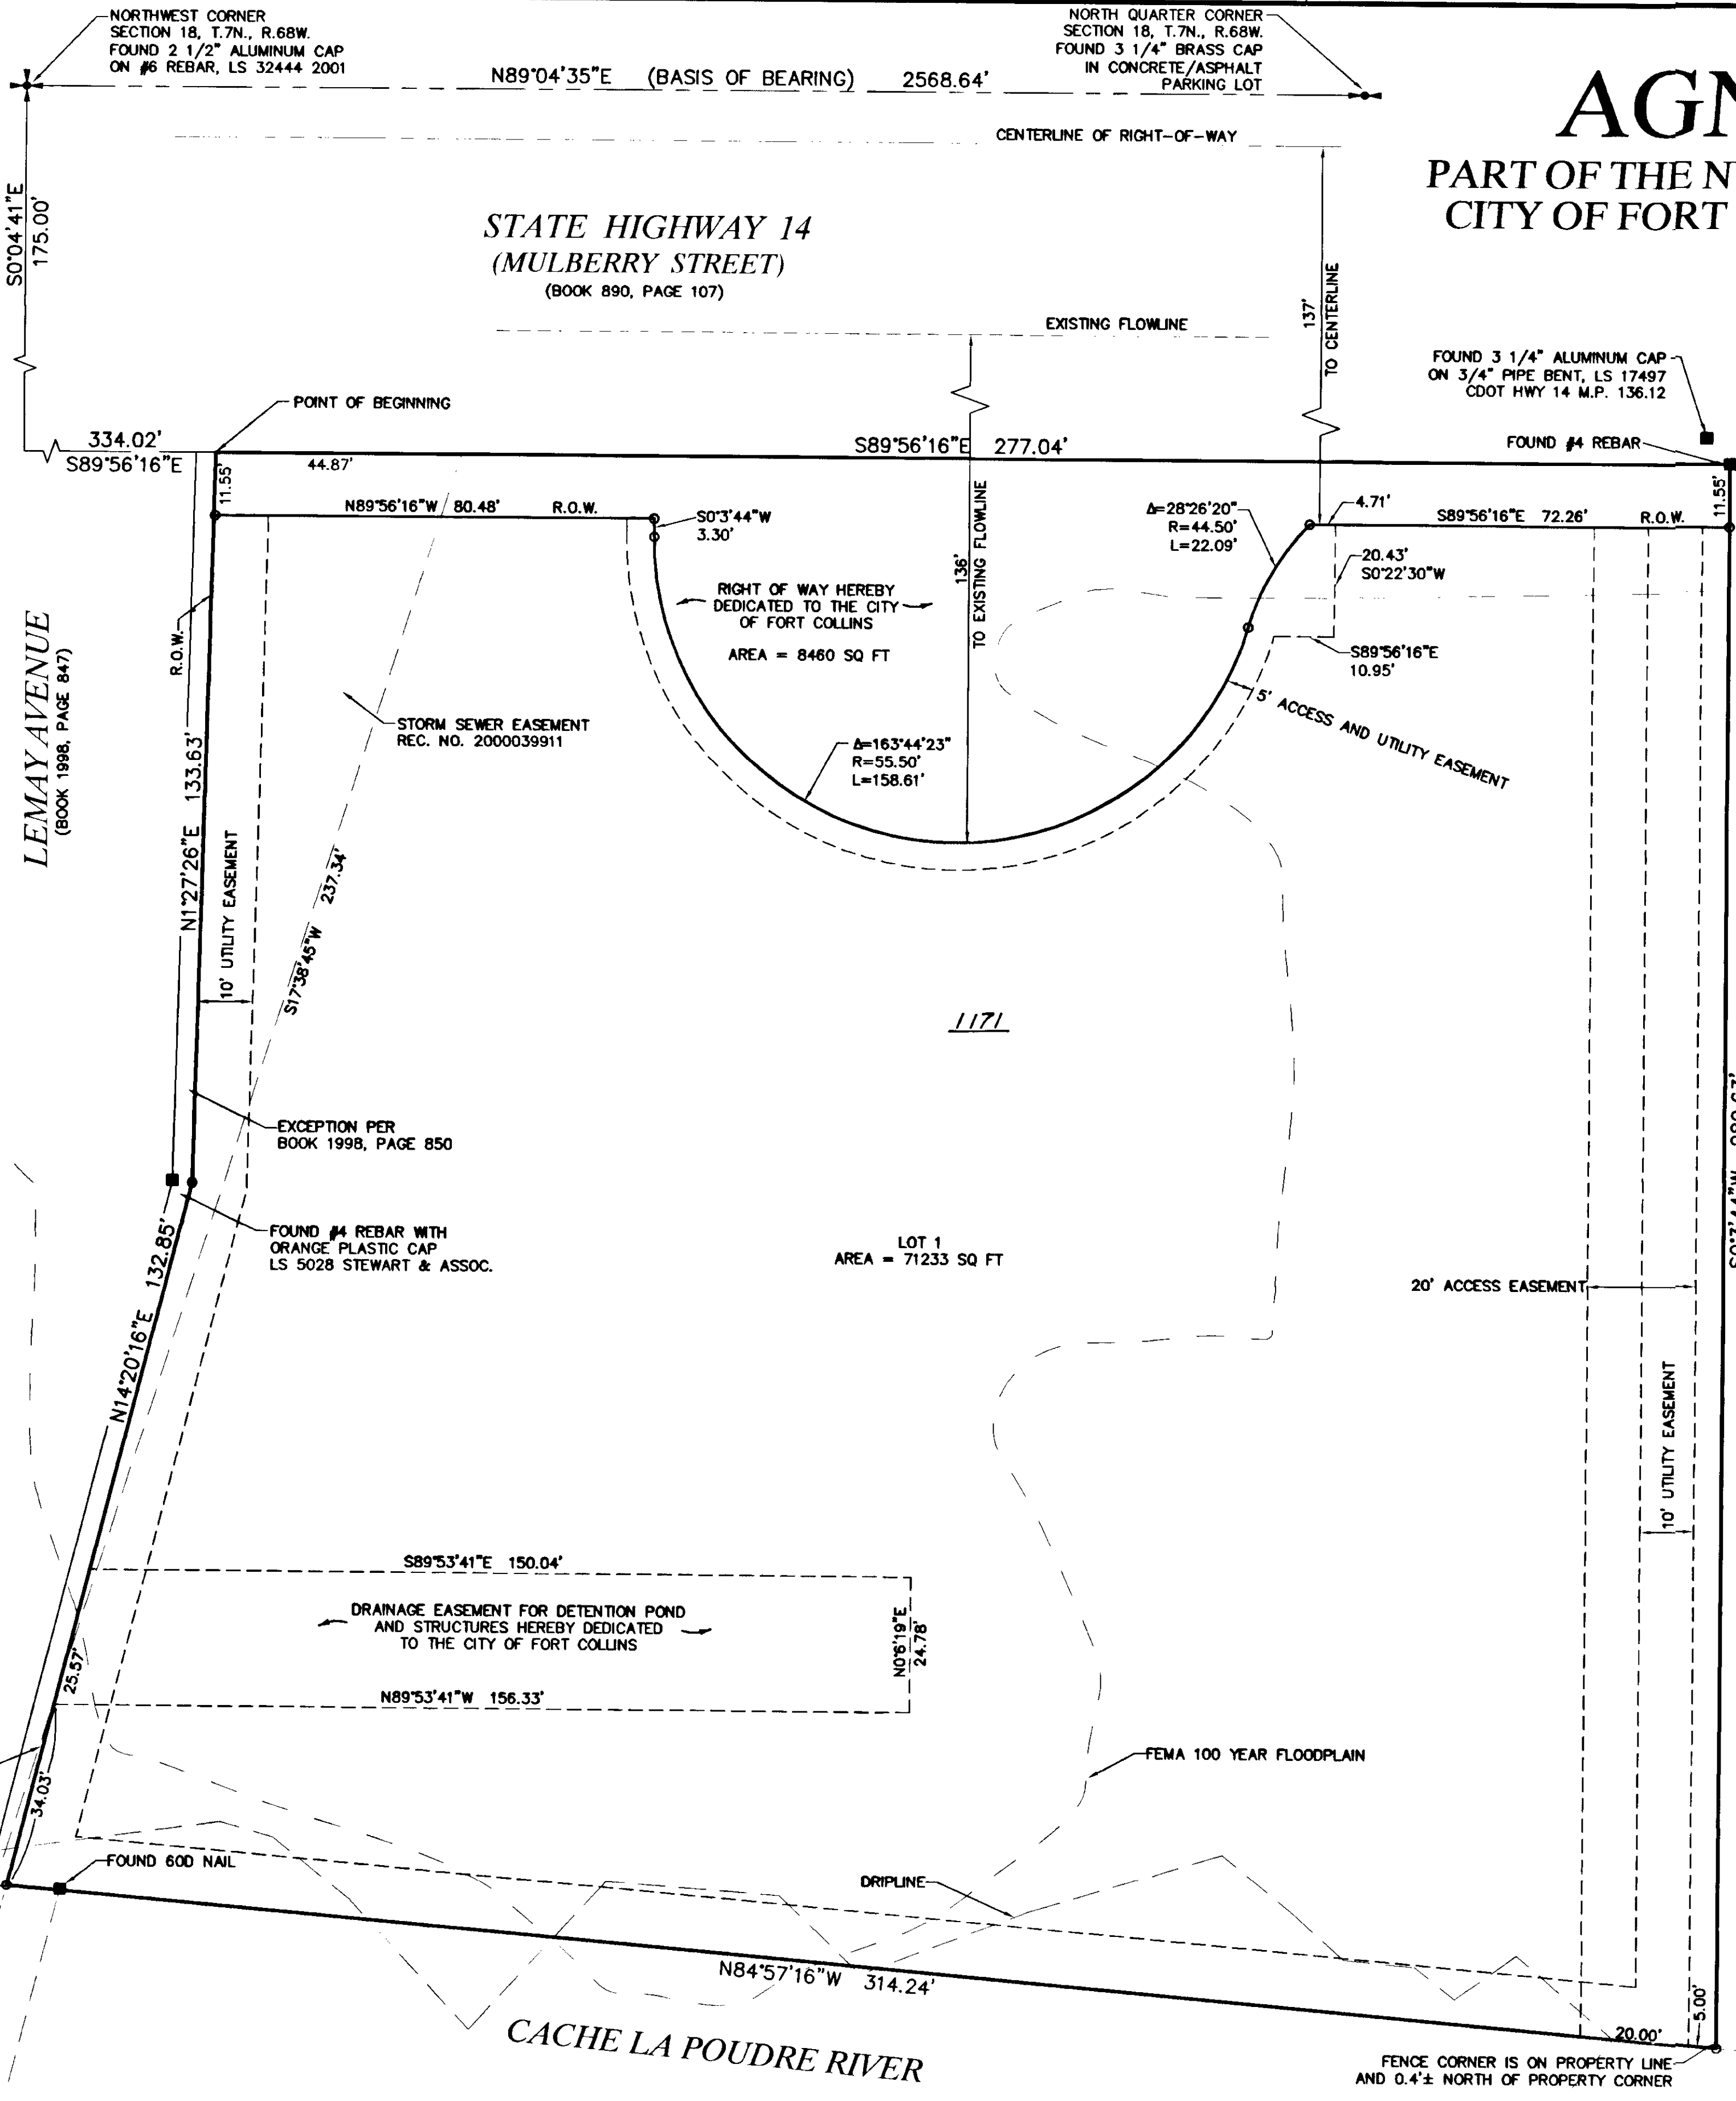 NORTHWEST CORNER
SECTION 18, T.7N., R.68W.
FOUND 2 1/2" ALUMINUM CAP
ON #6 REBAR, LS 32444 2001
N89°04'35"E (BASIS OF BEARING) 2568.64'
NORTH QUARTER CORNER
SECTION 18, T.7N., R.68W.
FOUND 3 1/4" BRASS CAP
IN CONCRETE/ASPHALT
PARKING LOT
AGN
PART OF THE N
CITY OF FORT
CENTERLINE OF RIGHT-OF-WAY
S0°04'41"E
175.00'
STATE HIGHWAY 14
(MULBERRY STREET)
(BOOK 890, PAGE 107)
EXISTING FLOWLINE
137'
TO CENTERLINE
FOUND 3 1/4" ALUMINUM CAP
ON 3/4" PIPE BENT, LS 17497
CDOT HWY 14 M.P. 136.12
FOUND #4 REBAR
POINT OF BEGINNING
334.02'
S89°56'16"E
S89°56'16"E 277.04'
11.55'
44.87'
N89°56'16"W 80.48' R.O.W.
S0°3'44"W
3.30'
136'
TO EXISTING FLOWLINE
Δ=28°26'20"
R=44.50'
L=22.09'
4.71'
S89°56'16"E 72.26' R.O.W.
11.55'
20.43'
S0°22'30"W
S89°56'16"E
10.95'
RIGHT OF WAY HEREBY
DEDICATED TO THE CITY
OF FORT COLLINS
AREA = 8460 SQ FT
5' ACCESS AND UTILITY EASEMENT
LEMAY AVENUE
(BOOK 1998, PAGE 847)
R.O.W.
STORM SEWER EASEMENT
REC. NO. 2000039911
Δ=163°44'23"
R=55.50'
L=158.61'
N1°27'26"E 133.63'
10' UTILITY EASEMENT
S17°38'45"W 237.34'
1171
EXCEPTION PER
BOOK 1998, PAGE 850
FOUND #4 REBAR WITH
ORANGE PLASTIC CAP
LS 5028 STEWART & ASSOC.
LOT 1
AREA = 71233 SQ FT
N14°20'16"E 132.85'
20' ACCESS EASEMENT
10' UTILITY EASEMENT
S89°53'41"E 150.04'
DRAINAGE EASEMENT FOR DETENTION POND
AND STRUCTURES HEREBY DEDICATED
TO THE CITY OF FORT COLLINS
N0°6'19"E
24.78'
25.57'
N89°53'41"W 156.33'
34.03'
FEMA 100 YEAR FLOODPLAIN
FOUND 60D NAIL
DRIPLINE
N84°57'16"W 314.24'
CACHE LA POUDRE RIVER
5.00'
20.00'
FENCE CORNER IS ON PROPERTY LINE
AND 0.4'± NORTH OF PROPERTY CORNER